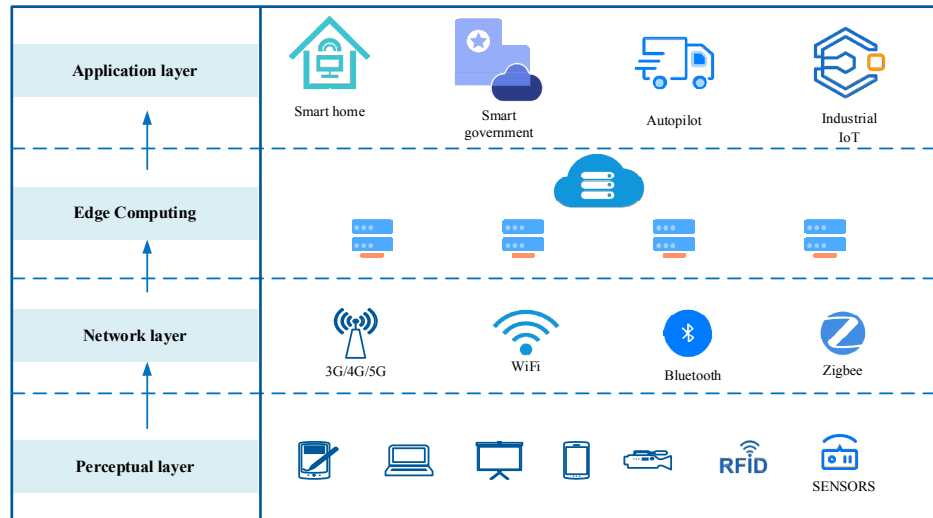 Application layer
Smart home
Smart
government
Autopilot
Industrial
IoT
Edge Computing
Network layer
3G/4G/5G
WiFi
Bluetooth
Zigbee
Perceptual layer
RFiD
SENSORS